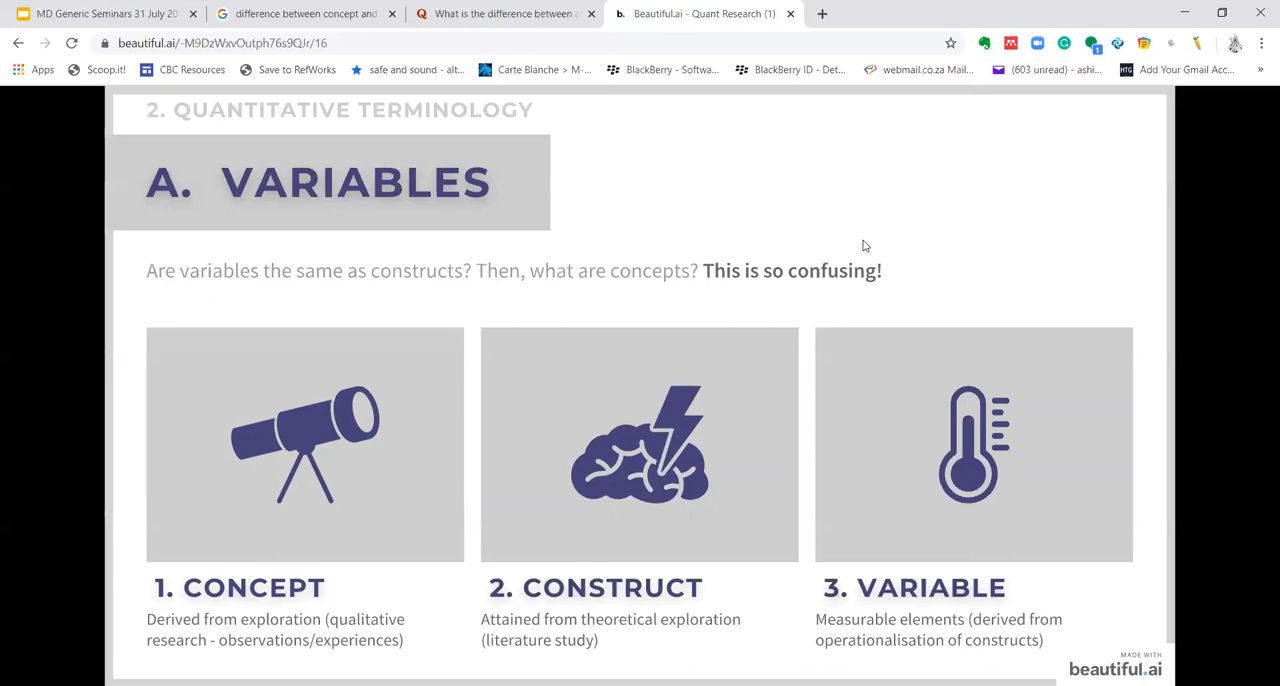 MD Generic Seminars 31 July 201
difference between concept and
What is the difference between a
b. Beautiful.ai - Quant Research (1)
beautiful.ai/-M9DzWxvOutph76s9QJr/16
Apps Scoop.it! CBC Resources Save to RefWorks safe and sound - alt... Carte Blanche > M-... BlackBerry - Softwa... BlackBerry ID - Det... webmail.co.za Mail... (603 unread) - ashi... HTG Add Your Gmail Acc... »
2. QUANTITATIVE TERMINOLOGY
A. VARIABLES
Are variables the same as constructs? Then, what are concepts? This is so confusing!
1. CONCEPT
Derived from exploration (qualitative
research - observations/experiences)
2. CONSTRUCT
Attained from theoretical exploration
(literature study)
3. VARIABLE
Measurable elements (derived from
operationalisation of constructs)
MADE WITH
beautiful.ai